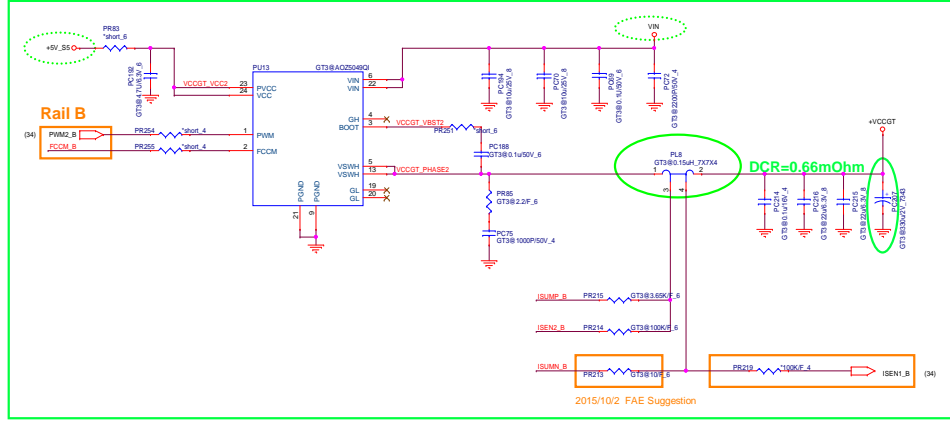 PR83
*short_6
+5V_S5
PC192
GT3@4.7U/6.3V_6
VCCGT_VCC2
PU13
GT3@AOZ5049QI
23
24
PVCC
VCC
VIN
VIN
6
22
VIN
PC194
GT3@10u/25V_8
PC70
GT3@10u/25V_8
PC69
GT3@0.1U/50V_6
PC72
GT3@2200P/50V_4
Rail B
(34)
PWM2_B
PR254
*short_4
1
PWM
FCCM_B
PR255
*short_4
2
FCCM
GH
BOOT
4
3
VCCGT_VBST2
PR251
*short_6
PC188
GT3@0.1u/50V_6
VSWH
VSWH
5
13
VCCGT_PHASE2
GL
GL
19
20
PGND
PGND
21
9
PR85
GT3@2.2/F_6
PC75
GT3@1000P/50V_4
PL8
GT3@0.15uH_7X7X4
1
2
3
4
DCR=0.66mOhm
+VCCGT
PC214
GT3@0.1u/16V_4
PC216
GT3@22u/6.3V_8
PC215
GT3@22u/6.3V_8
PC207
GT3@330u/2V_7343
+
ISUMP_B
PR215
GT3@3.65K/F_6
ISEN2_B
PR214
GT3@100K/F_6
ISUMN_B
PR213
GT3@10/F_6
PR219
*100K/F_4
ISEN1_B
(34)
2015/10/2 FAE Suggestion